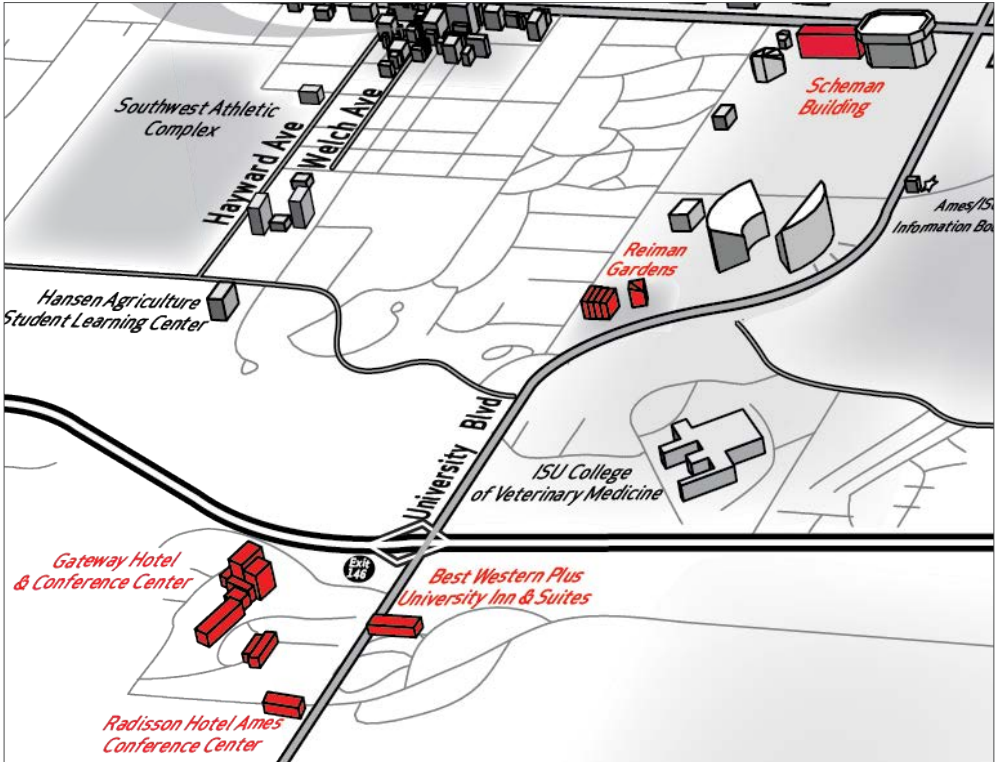 Scheman
Building
Southwest Athletic
Complex
Hayward Ave
Welch Ave
Ames/IS
Information Bo
Reiman
Gardens
Hansen Agriculture
Student Learning Center
University Blvd
ISU College
of Veterinary Medicine
Exit
146
Gateway Hotel
& Conference Center
Best Western Plus
University Inn & Suites
Radisson Hotel Ames
Conference Center